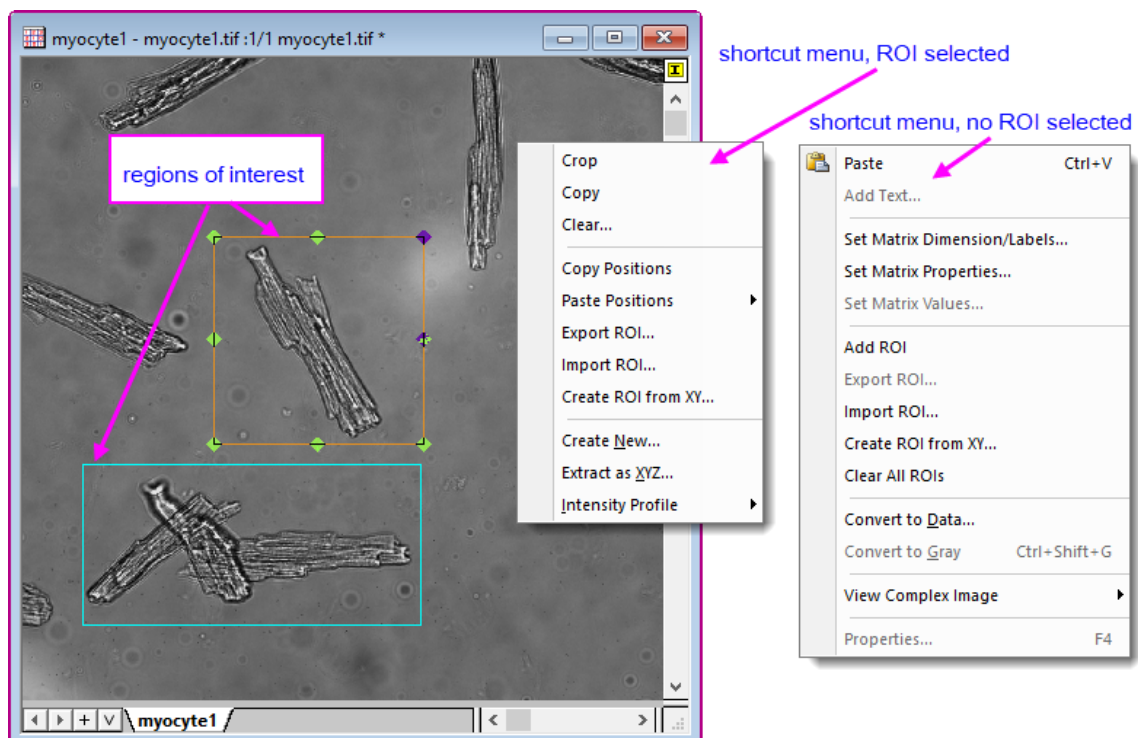 myocyte1 - myocyte1.tif :1/1 myocyte1.tif *
shortcut menu, ROI selected
shortcut menu, no ROI selected
regions of interest
Crop
Copy
Clear...
Copy Positions
Paste Positions
Export ROI...
Import ROI...
Create ROI from XY...
Create New...
Extract as XYZ...
Intensity Profile
Paste Ctrl+V
Add Text...
Set Matrix Dimension/Labels...
Set Matrix Properties...
Set Matrix Values...
Add ROI
Export ROI...
Import ROI...
Create ROI from XY...
Clear All ROIs
Convert to Data...
Convert to Gray Ctrl+Shift+G
View Complex Image
Properties... F4
myocyte1